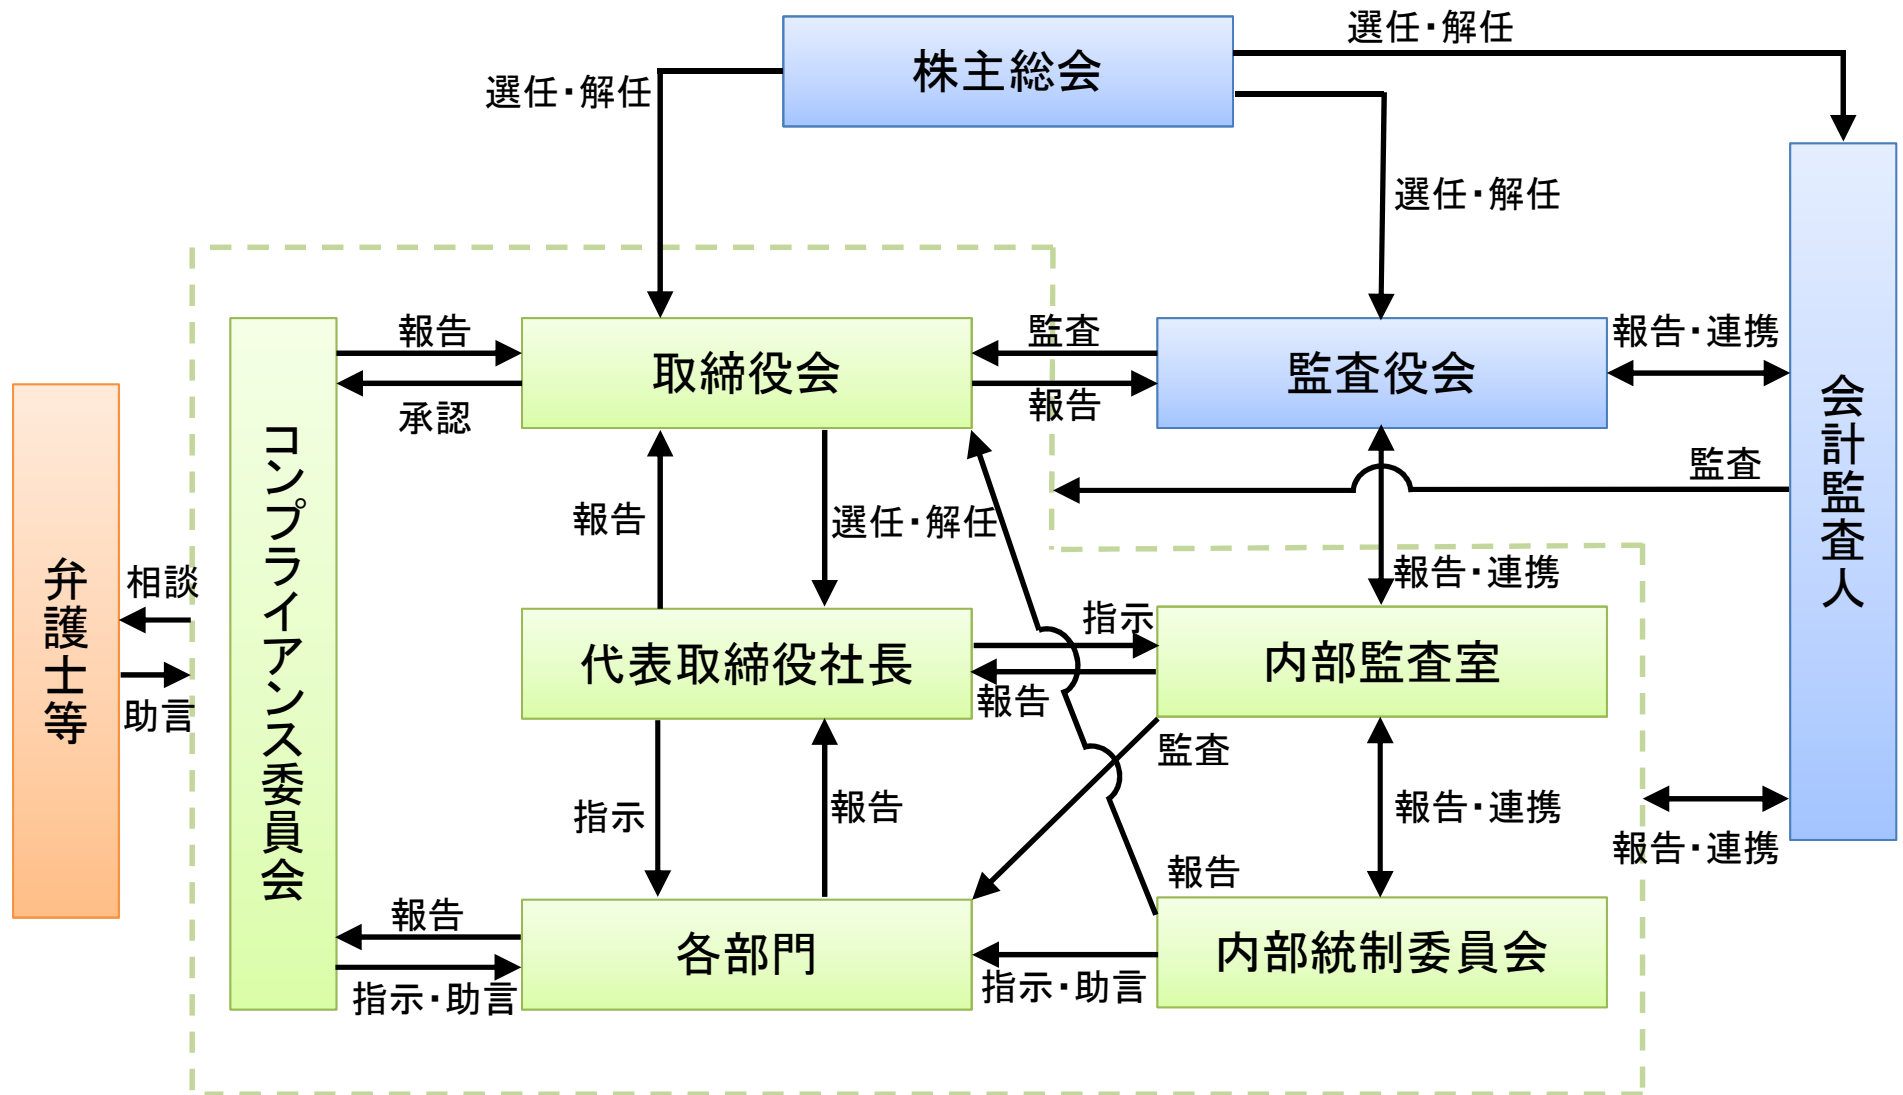 選任・解任
株主総会
選任・解任
選任・解任
報告
取締役会
監査
監査役会
報告・連携
承認
報告
会計監査人
コンプライアンス委員会
監査
報告
選任・解任
弁護士等
相談
報告・連携
指示
代表取締役社長
内部監査室
助言
報告
監査
指示
報告
報告・連携
報告・連携
報告
報告
各部門
内部統制委員会
指示・助言
指示・助言